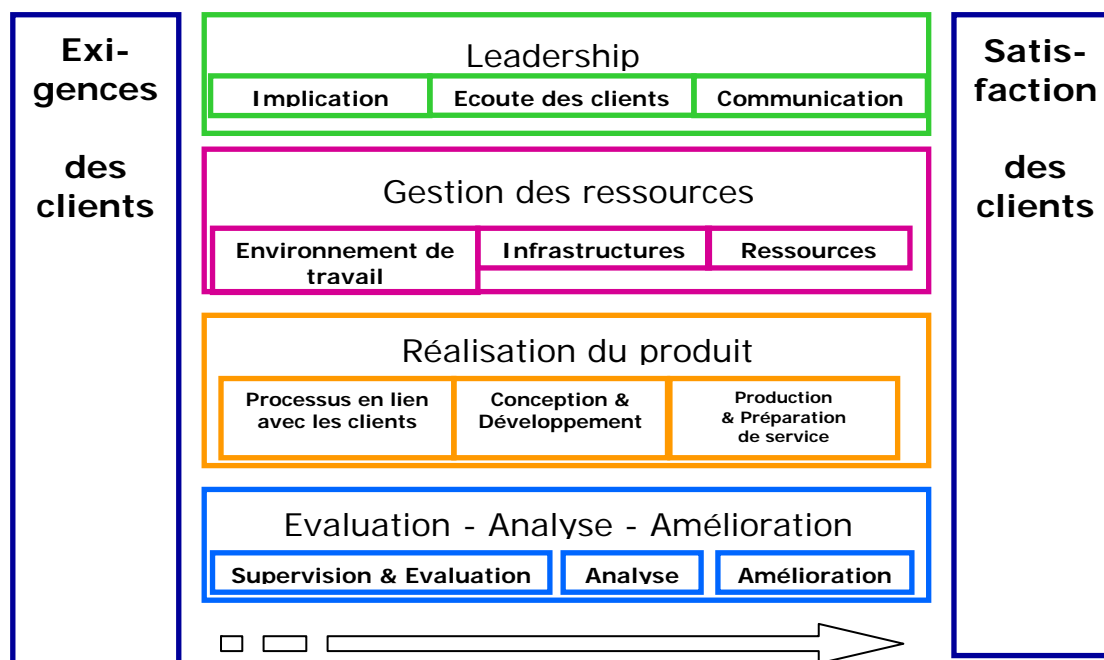 Exi-
gences
des
clients
Leadership
Implication
Ecoute des clients
Communication
Gestion des ressources
Environnement de
travail
Infrastructures
Ressources
Réalisation du produit
Processus en lien
avec les clients
Conception &
Développement
Production
& Préparation
de service
Evaluation - Analyse - Amélioration
Supervision & Evaluation
Analyse
Amélioration
Satis-
faction
des
clients